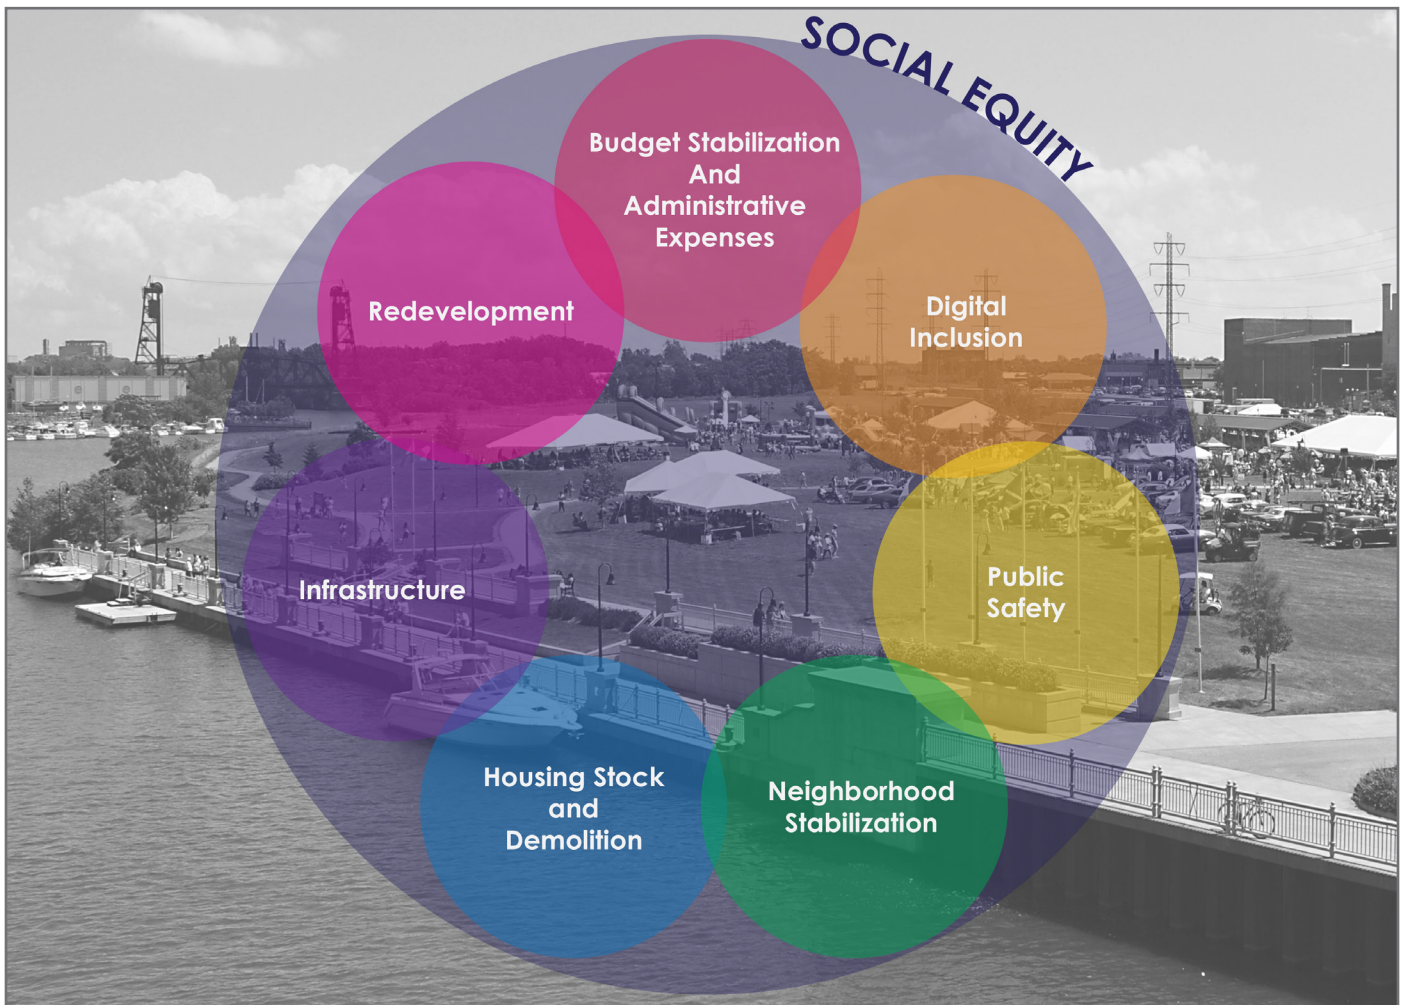 SOCIAL EQUITY
Budget Stabilization
And
Administrative
Expenses
Redevelopment
Digital
Inclusion
Infrastructure
Public
Safety
Housing Stock
and
Demolition
Neighborhood
Stabilization